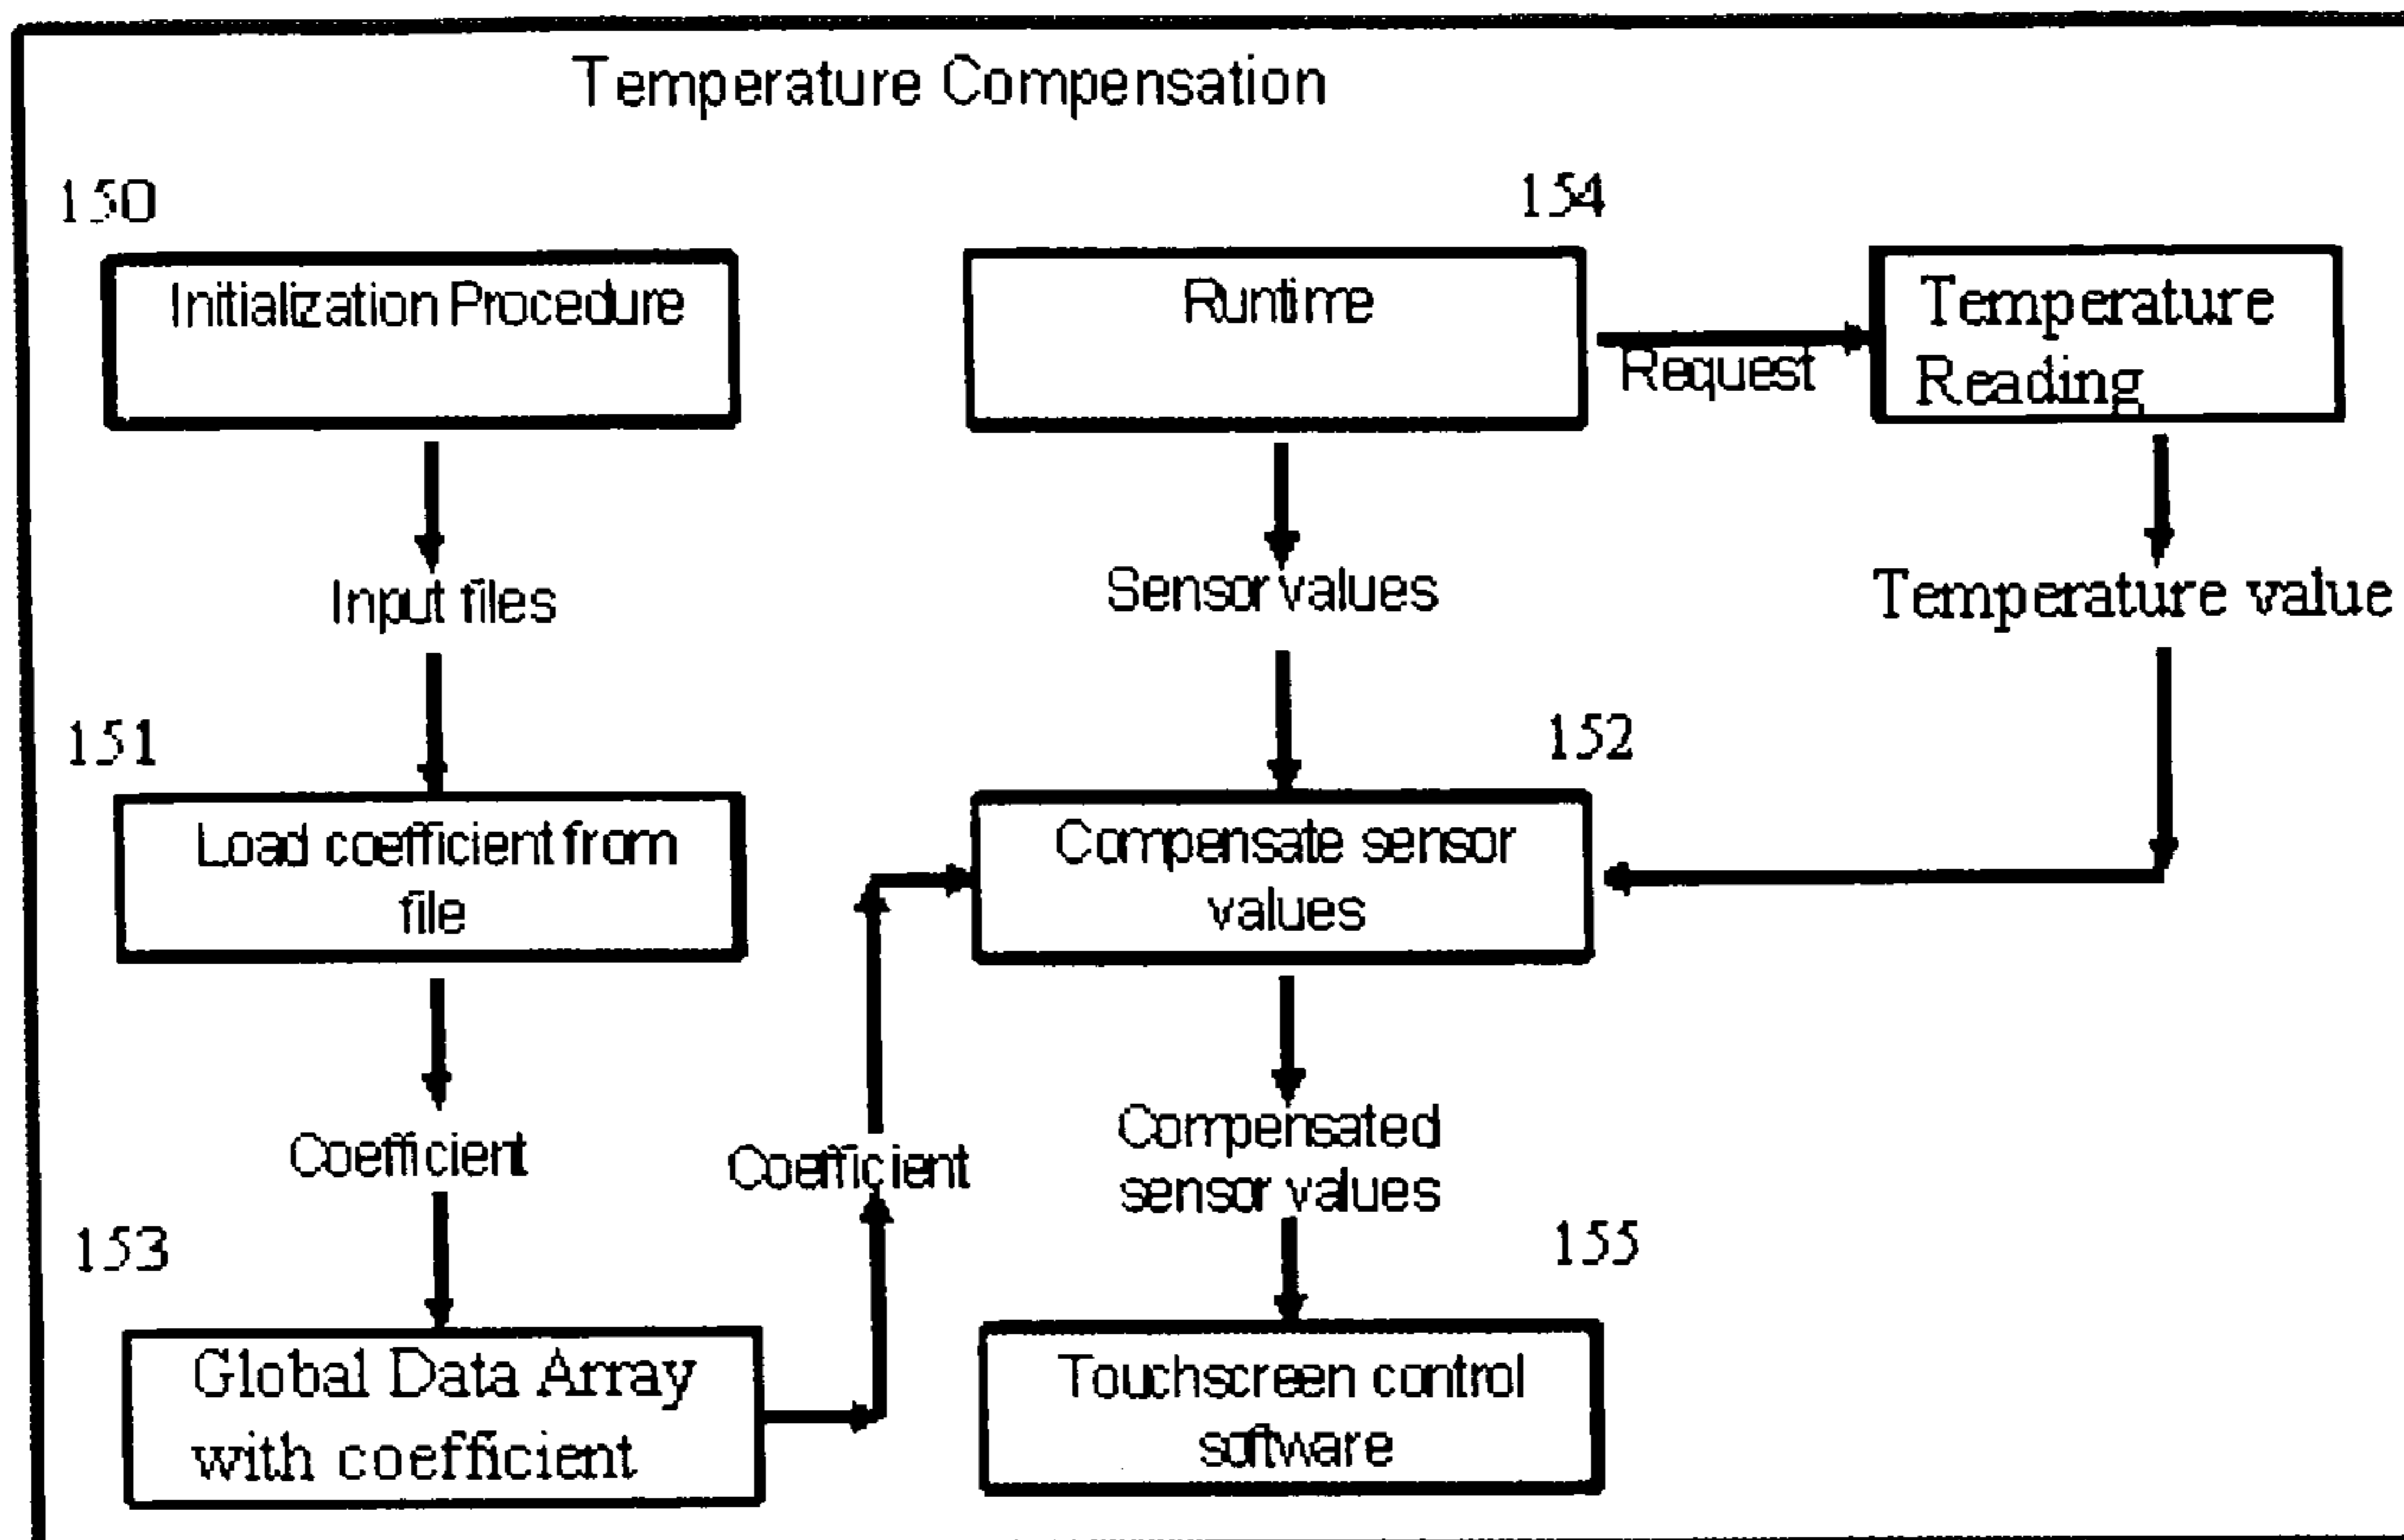 Temperature Compensation
150
154
Initialization Procedure
Runtime
Temperature
Reading
Request
Input files
Sensor values
Temperature value
151
152
Load coefficient from
file
Compensate sensor
values
Coefficient
Coefficient
Compensated
sensor values
153
155
Global Data Array
with coefficient
Touchscreen control
software